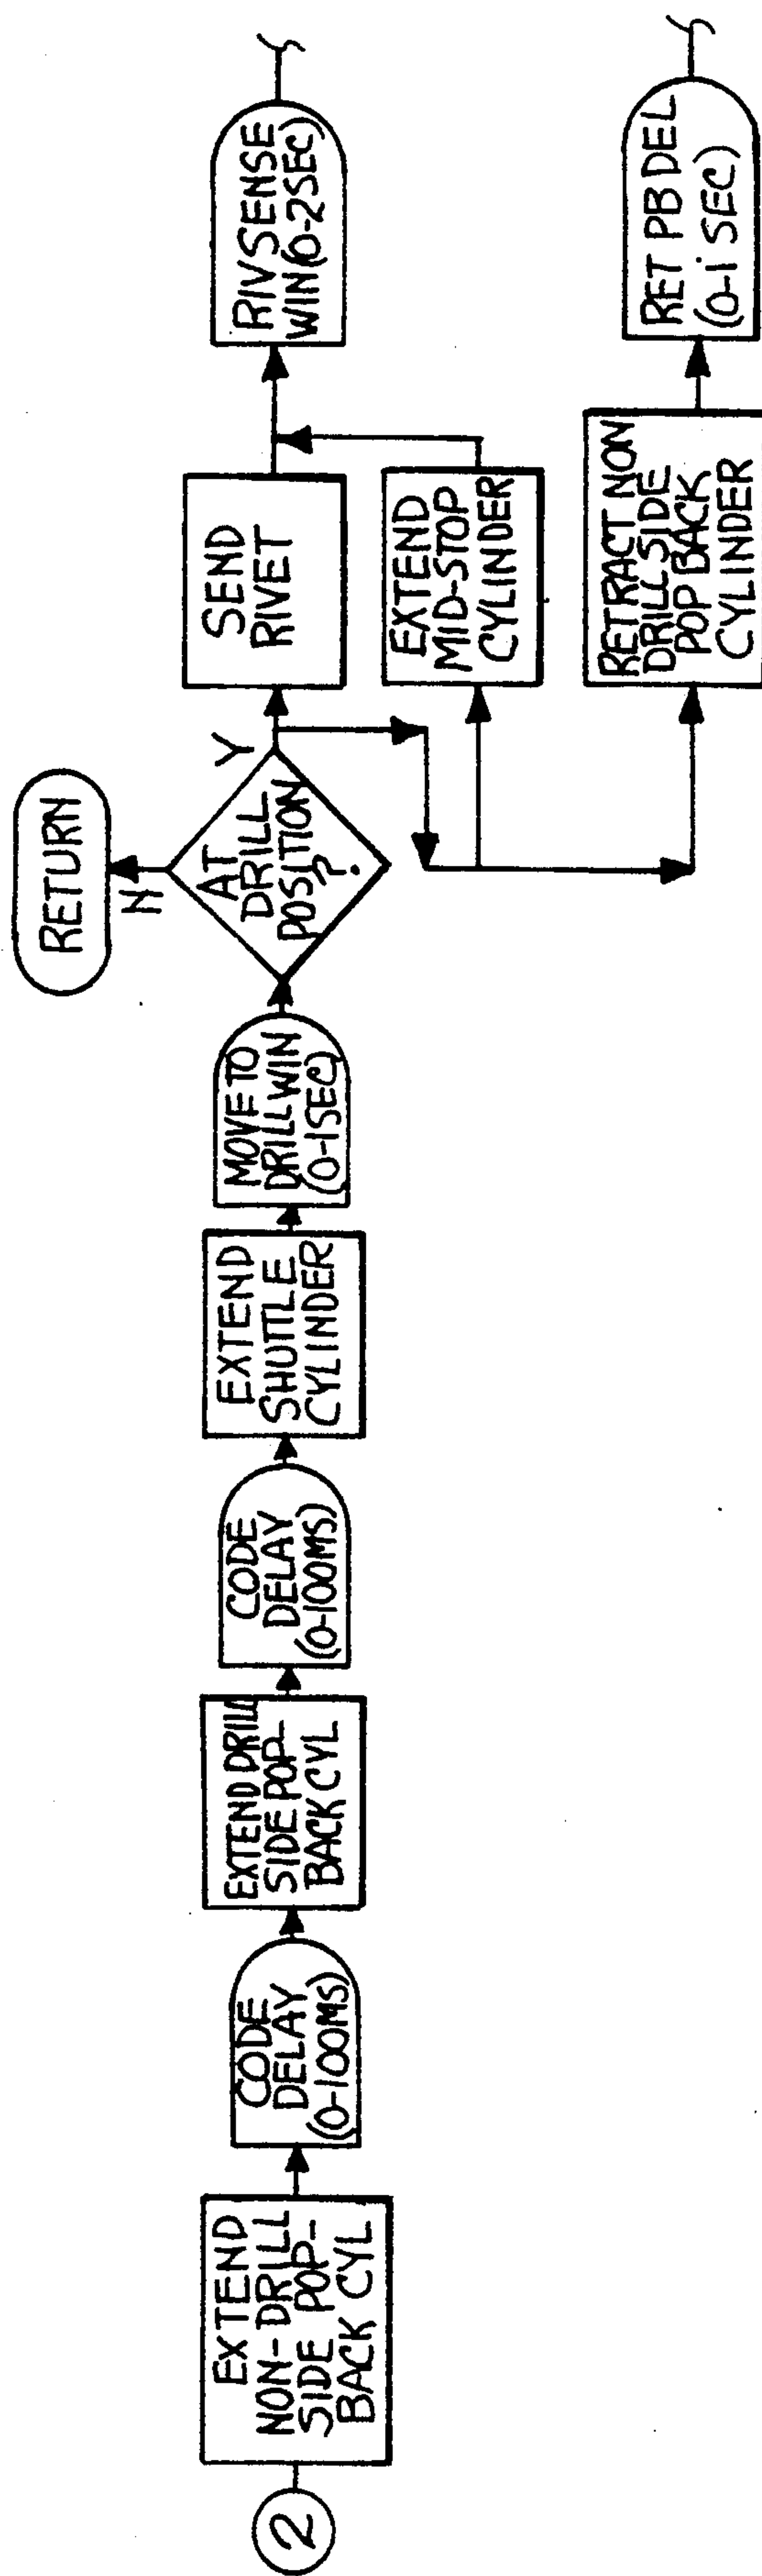 2
EXTEND
NON-DRILL
SIDE POP-
BACK CYL
CODE
DELAY
(0-100MS)
EXTEND DRILL
SIDE POP-
BACK CYL
CODE
DELAY
(0-100MS)
EXTEND
SHUTTLE
CYLINDER
MOVE TO
DRILL WIN
(0-1SEC)
AT
DRILL
POSITION
?
N
RETURN
Y
SEND
RIVET
RIVSENSE
WIN(0-2SEC)
EXTEND
MID-STOP
CYLINDER
RETRACT NON
DRILL SIDE
POP BACK
CYLINDER
RET PB DEL
(0-1 SEC)